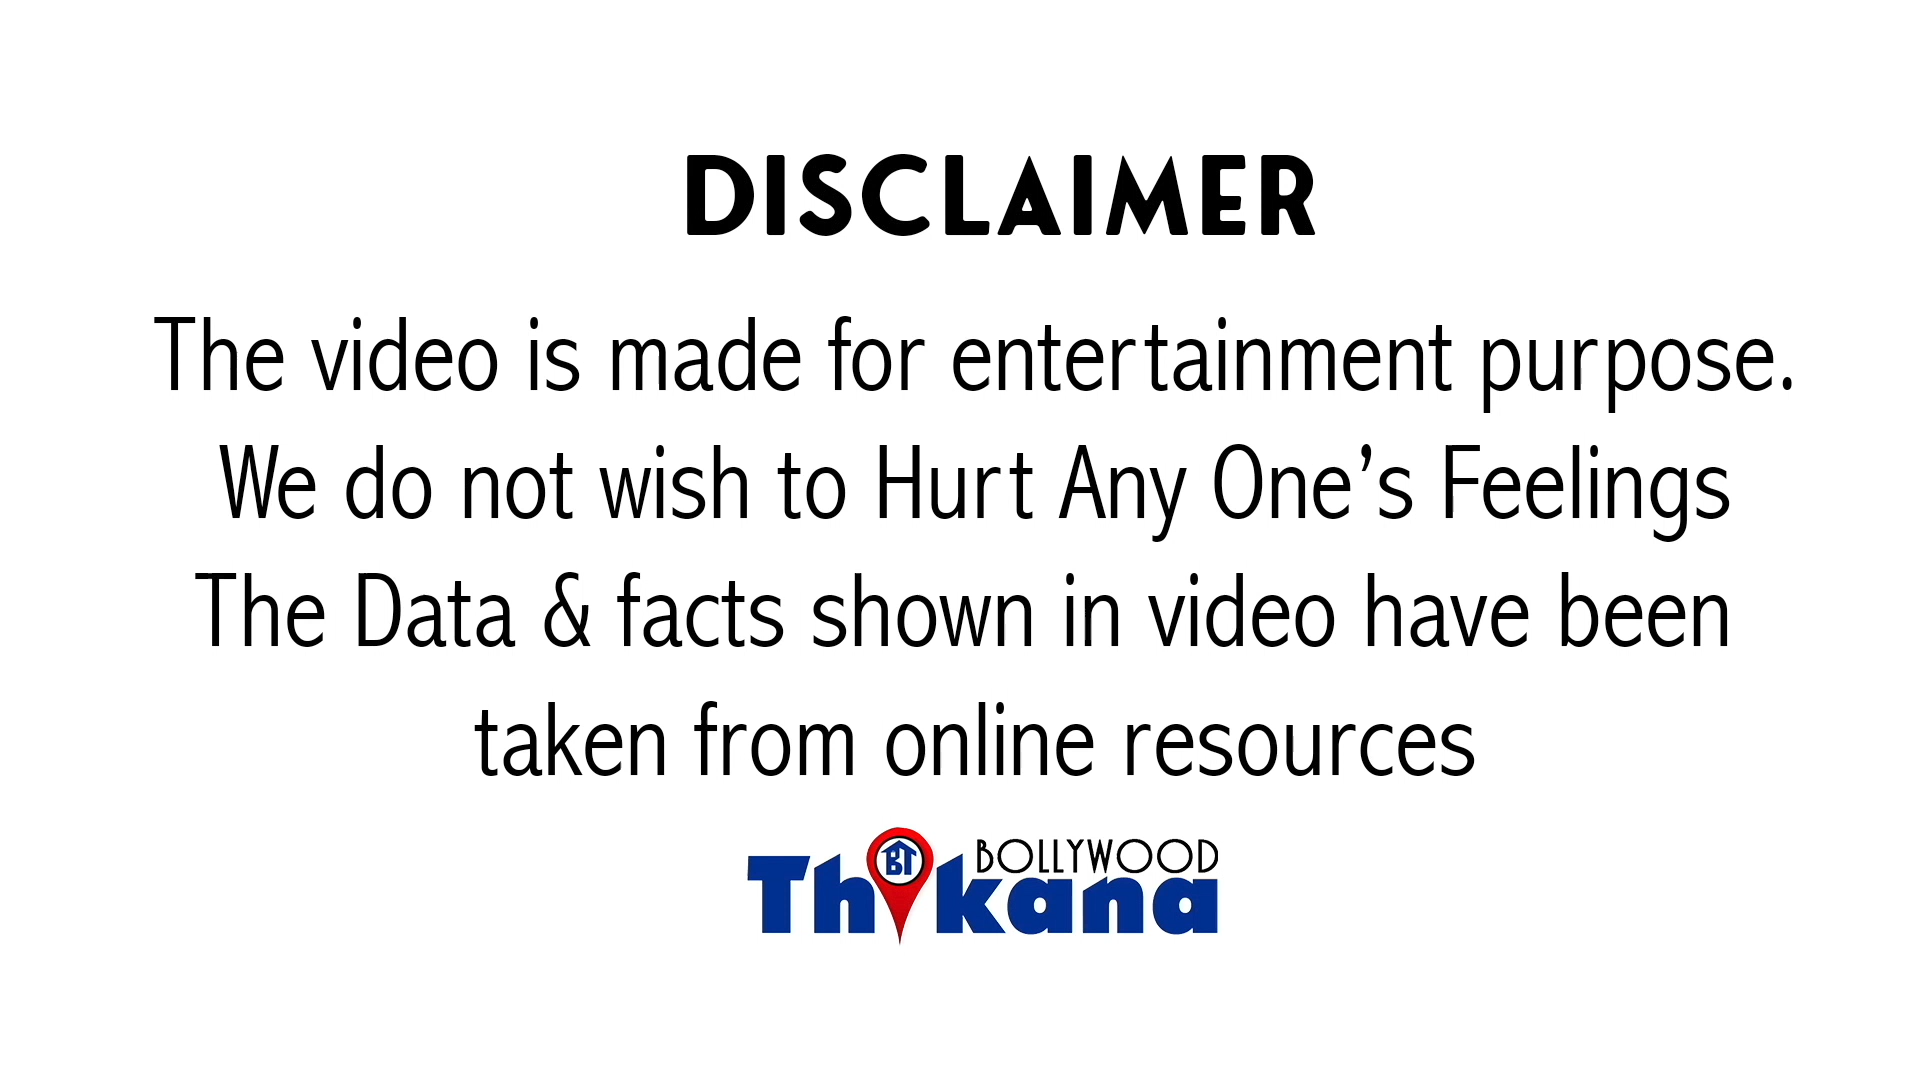 DISCLAIMER
The video is made for entertainment purpose.
We do not wish to Hurt Any One’s Feelings
The Data & facts shown in video have been
taken from online resources
BT
BOLLYWOOD
Thikana